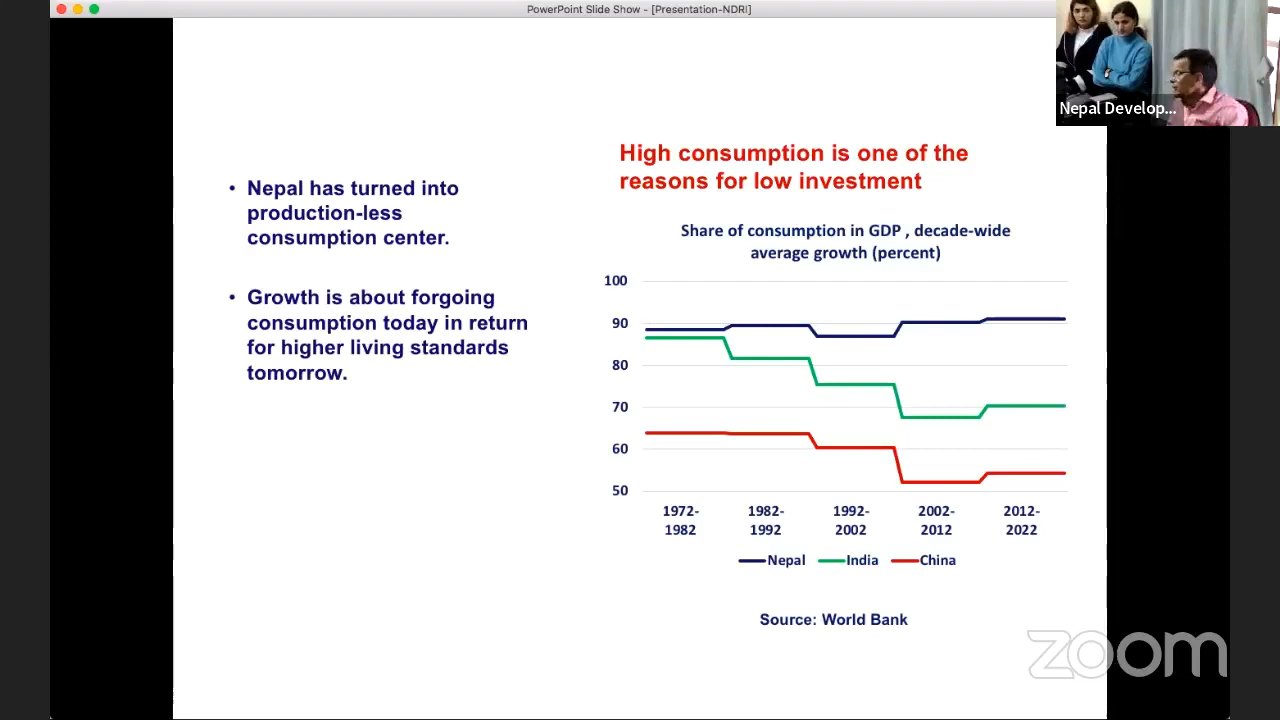 PowerPoint Slide Show - [Presentation-NDRI]
Nepal Develop...
• Nepal has turned into
production-less
consumption center.
• Growth is about forgoing
consumption today in return
for higher living standards
tomorrow.
High consumption is one of the
reasons for low investment
Share of consumption in GDP , decade-wide
average growth (percent)
100
90
80
70
60
50
1972-
1982
1982-
1992
1992-
2002
2002-
2012
2012-
2022
Nepal India China
Source: World Bank
zoom